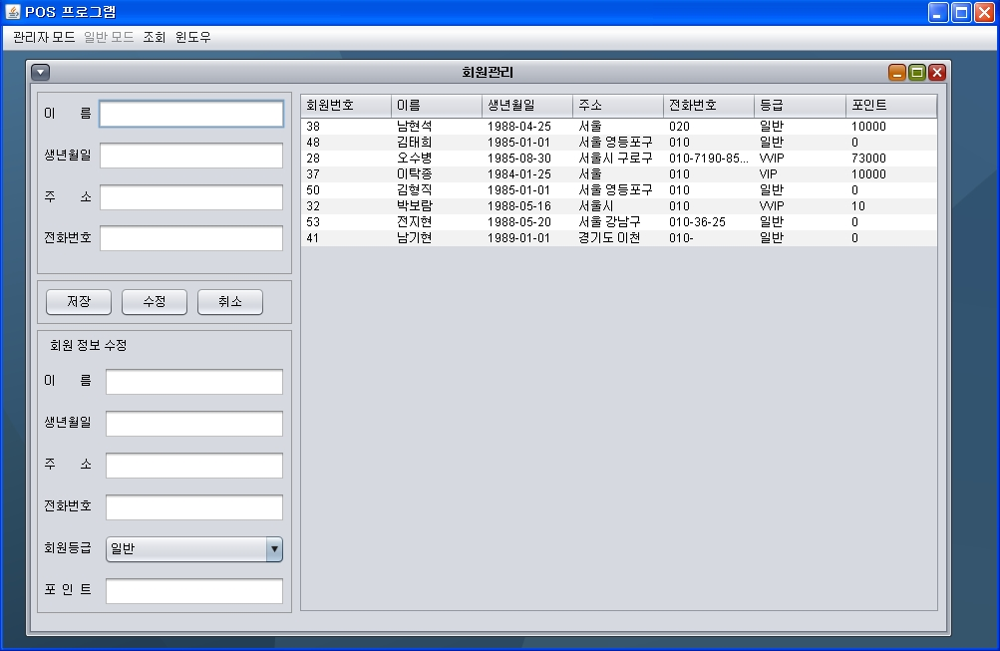 POS 프로그램
관리자 모드 일반 모드 조회 윈도우
회원관리
이 름
생년월일
주 소
전화번호
저장 수정 취소
회원 정보 수정
이 름
생년월일
주 소
전화번호
회원등급 일반
포 인 트
회원번호 이름 생년월일 주소 전화번호 등급 포인트
38 남현석 1988-04-25 서울 020 일반 10000
48 김태희 1985-01-01 서울 영등포구 010 일반 0
28 오수병 1985-08-30 서울시 구로구 010-7190-85... VVIP 73000
37 이탁종 1984-01-25 서울 010 VIP 10000
50 김형직 1985-01-01 서울 영등포구 010 일반 0
32 박보람 1988-05-16 서울시 010 VVIP 10
53 전지현 1988-05-20 서울 강남구 010-36-25 일반 0
41 남기현 1989-01-01 경기도 이천 010- 일반 0